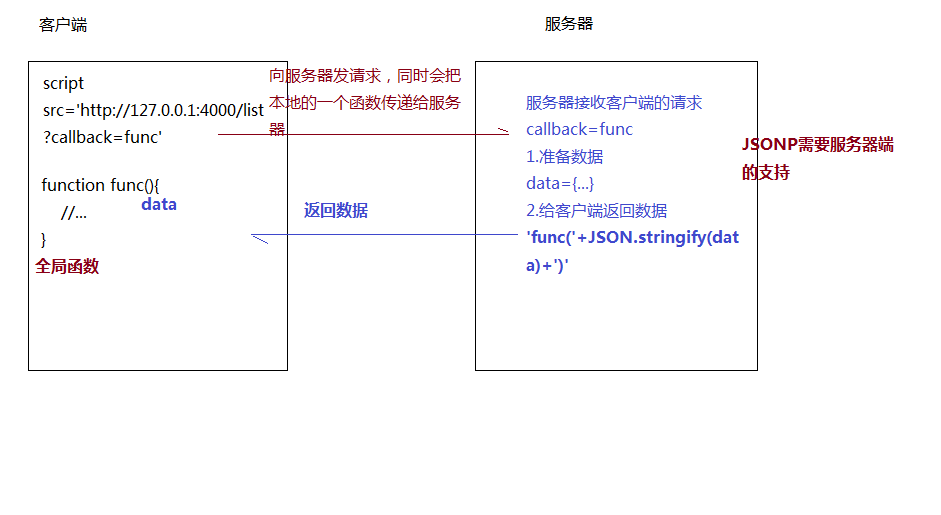 客户端
服务器
script
src='http://127.0.0.1:4000/list
?callback=func'
function func(){
//...
data
}
全局函数
向服务器发请求，同时会把
本地的一个函数传递给服务
器
返回数据
服务器接收客户端的请求
callback=func
1.准备数据
data={...}
2.给客户端返回数据
'func('+JSON.stringify(dat
a)+')'
JSONP需要服务器端
的支持